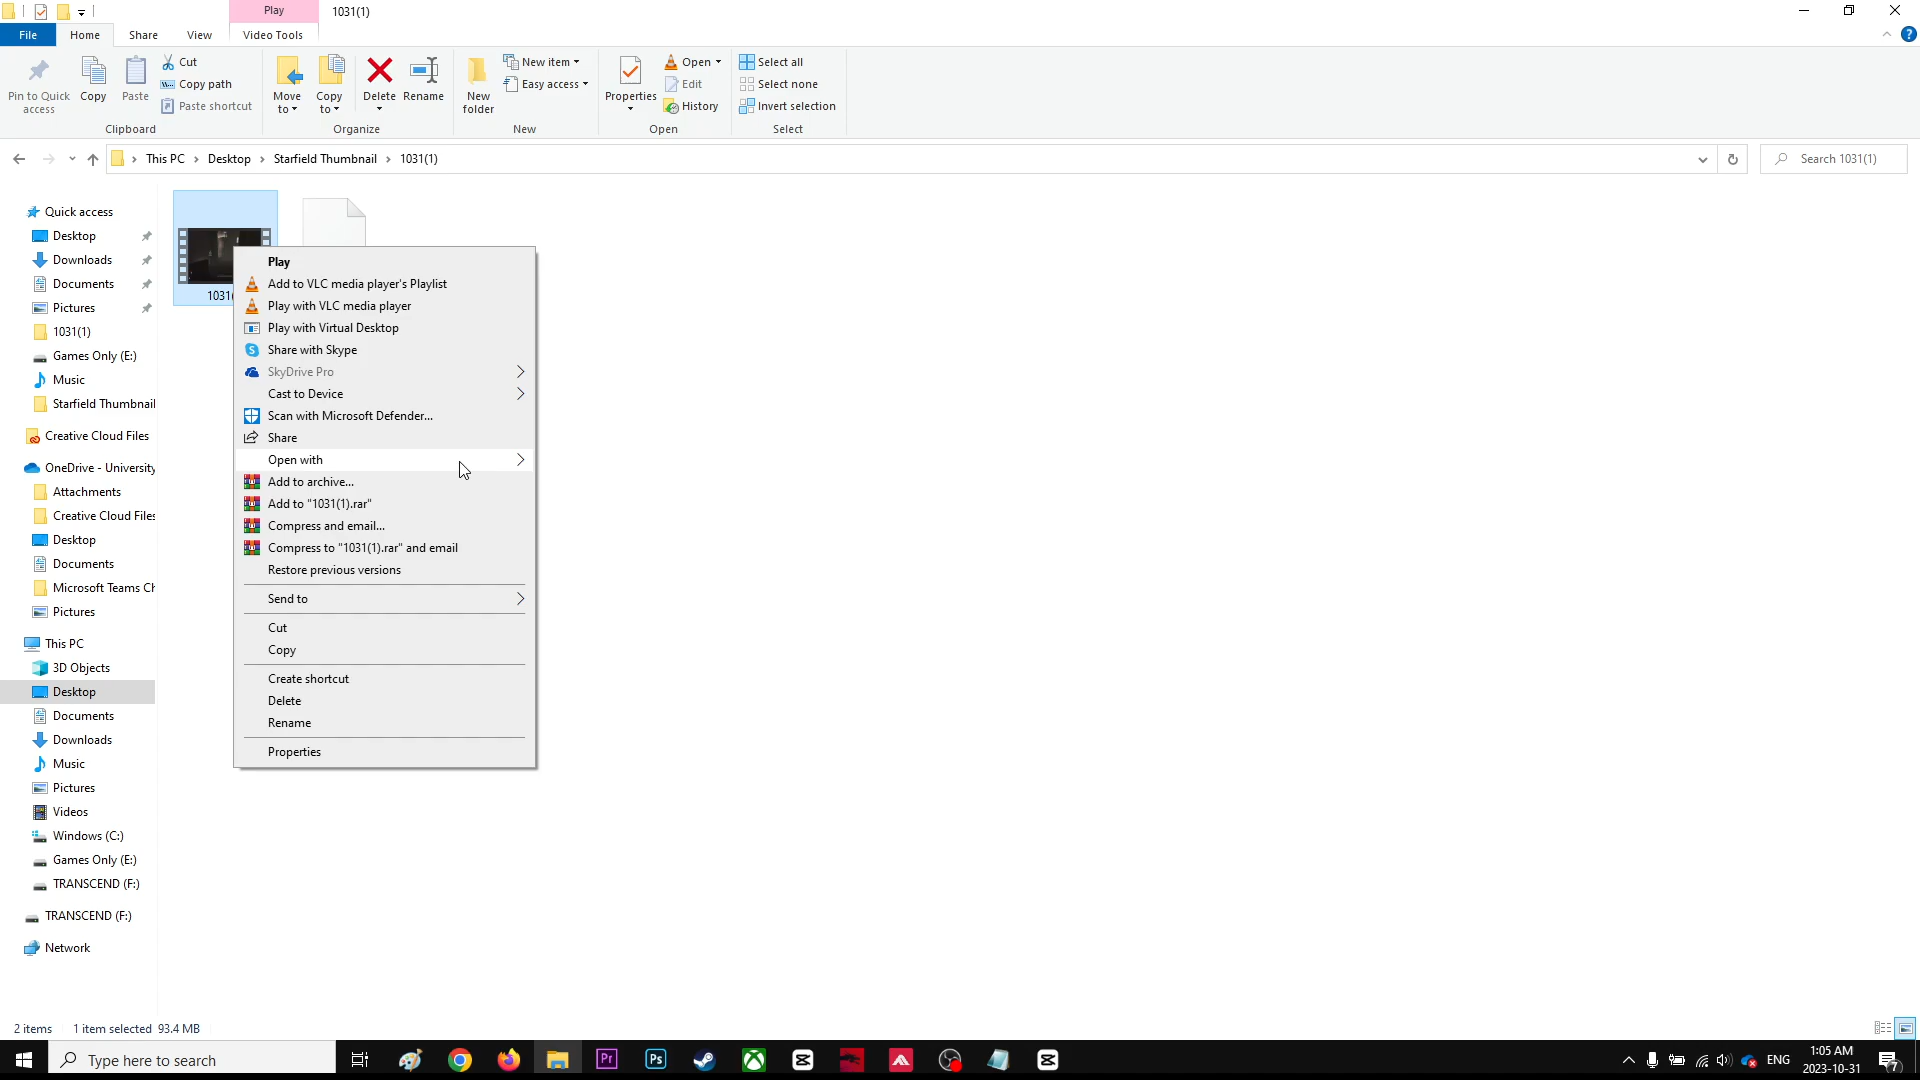 Play
1031(1)
File
Home
Share
View
Video Tools
Pin to Quick
access
Copy
Paste
Cut
Copy path
Paste shortcut
Clipboard
Move
to
Copy
to
Delete
Rename
Organize
New
folder
New item
Easy access
New
Properties
Open
Edit
History
Open
Select all
Select none
Invert selection
Select
This PC > Desktop > Starfield Thumbnail > 1031(1)
Search 1031(1)
Quick access
Desktop
Downloads
Documents
Pictures
1031(1)
Games Only (E:)
Music
Starfield Thumbnail
Creative Cloud Files
OneDrive - University
Attachments
Creative Cloud Files
Desktop
Documents
Microsoft Teams Ch
Pictures
This PC
3D Objects
Desktop
Documents
Downloads
Music
Pictures
Videos
Windows (C:)
Games Only (E:)
TRANSCEND (F:)
TRANSCEND (F:)
Network
1031(
Play
Add to VLC media player's Playlist
Play with VLC media player
Play with Virtual Desktop
Share with Skype
SkyDrive Pro
Cast to Device
Scan with Microsoft Defender...
Share
Open with
Add to archive...
Add to "1031(1).rar"
Compress and email...
Compress to "1031(1).rar" and email
Restore previous versions
Send to
Cut
Copy
Create shortcut
Delete
Rename
Properties
2 items 1 item selected 93.4 MB
Type here to search
Pr
Ps
ENG
1:05 AM
2023-10-31
7